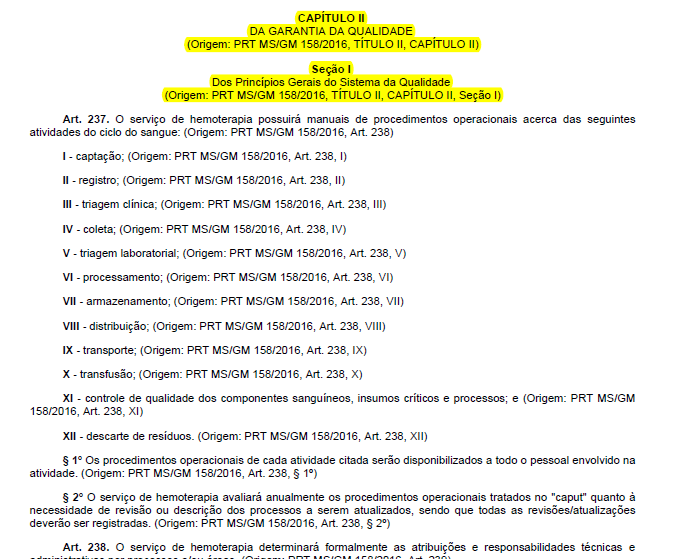 CAPÍTULO II
DA GARANTIA DA QUALIDADE
(Origem: PRT MS/GM 158/2016, TÍTULO II, CAPÍTULO II)
Seção I
Dos Princípios Gerais do Sistema da Qualidade
(Origem: PRT MS/GM 158/2016, TÍTULO II, CAPÍTULO II, Seção I)
Art. 237. O serviço de hemoterapia possuirá manuais de procedimentos operacionais acerca das seguintes
atividades do ciclo do sangue: (Origem: PRT MS/GM 158/2016, Art. 238)
I - captação; (Origem: PRT MS/GM 158/2016, Art. 238, I)
II - registro; (Origem: PRT MS/GM 158/2016, Art. 238, II)
III - triagem clínica; (Origem: PRT MS/GM 158/2016, Art. 238, III)
IV - coleta; (Origem: PRT MS/GM 158/2016, Art. 238, IV)
V - triagem laboratorial; (Origem: PRT MS/GM 158/2016, Art. 238, V)
VI - processamento; (Origem: PRT MS/GM 158/2016, Art. 238, VI)
VII - armazenamento; (Origem: PRT MS/GM 158/2016, Art. 238, VII)
VIII - distribuição; (Origem: PRT MS/GM 158/2016, Art. 238, VIII)
IX - transporte; (Origem: PRT MS/GM 158/2016, Art. 238, IX)
X - transfusão; (Origem: PRT MS/GM 158/2016, Art. 238, X)
XI - controle de qualidade dos componentes sanguíneos, insumos críticos e processos; e (Origem: PRT MS/GM
158/2016, Art. 238, XI)
XII - descarte de resíduos. (Origem: PRT MS/GM 158/2016, Art. 238, XII)
§ 1º Os procedimentos operacionais de cada atividade citada serão disponibilizados a todo o pessoal envolvido na
atividade. (Origem: PRT MS/GM 158/2016, Art. 238, § 1º)
§ 2º O serviço de hemoterapia avaliará anualmente os procedimentos operacionais tratados no "caput" quanto à
necessidade de revisão ou descrição dos processos a serem atualizados, sendo que todas as revisões/atualizações
deverão ser registradas. (Origem: PRT MS/GM 158/2016, Art. 238, § 2º)
Art. 238. O serviço de hemoterapia determinará formalmente as atribuições e responsabilidades técnicas e